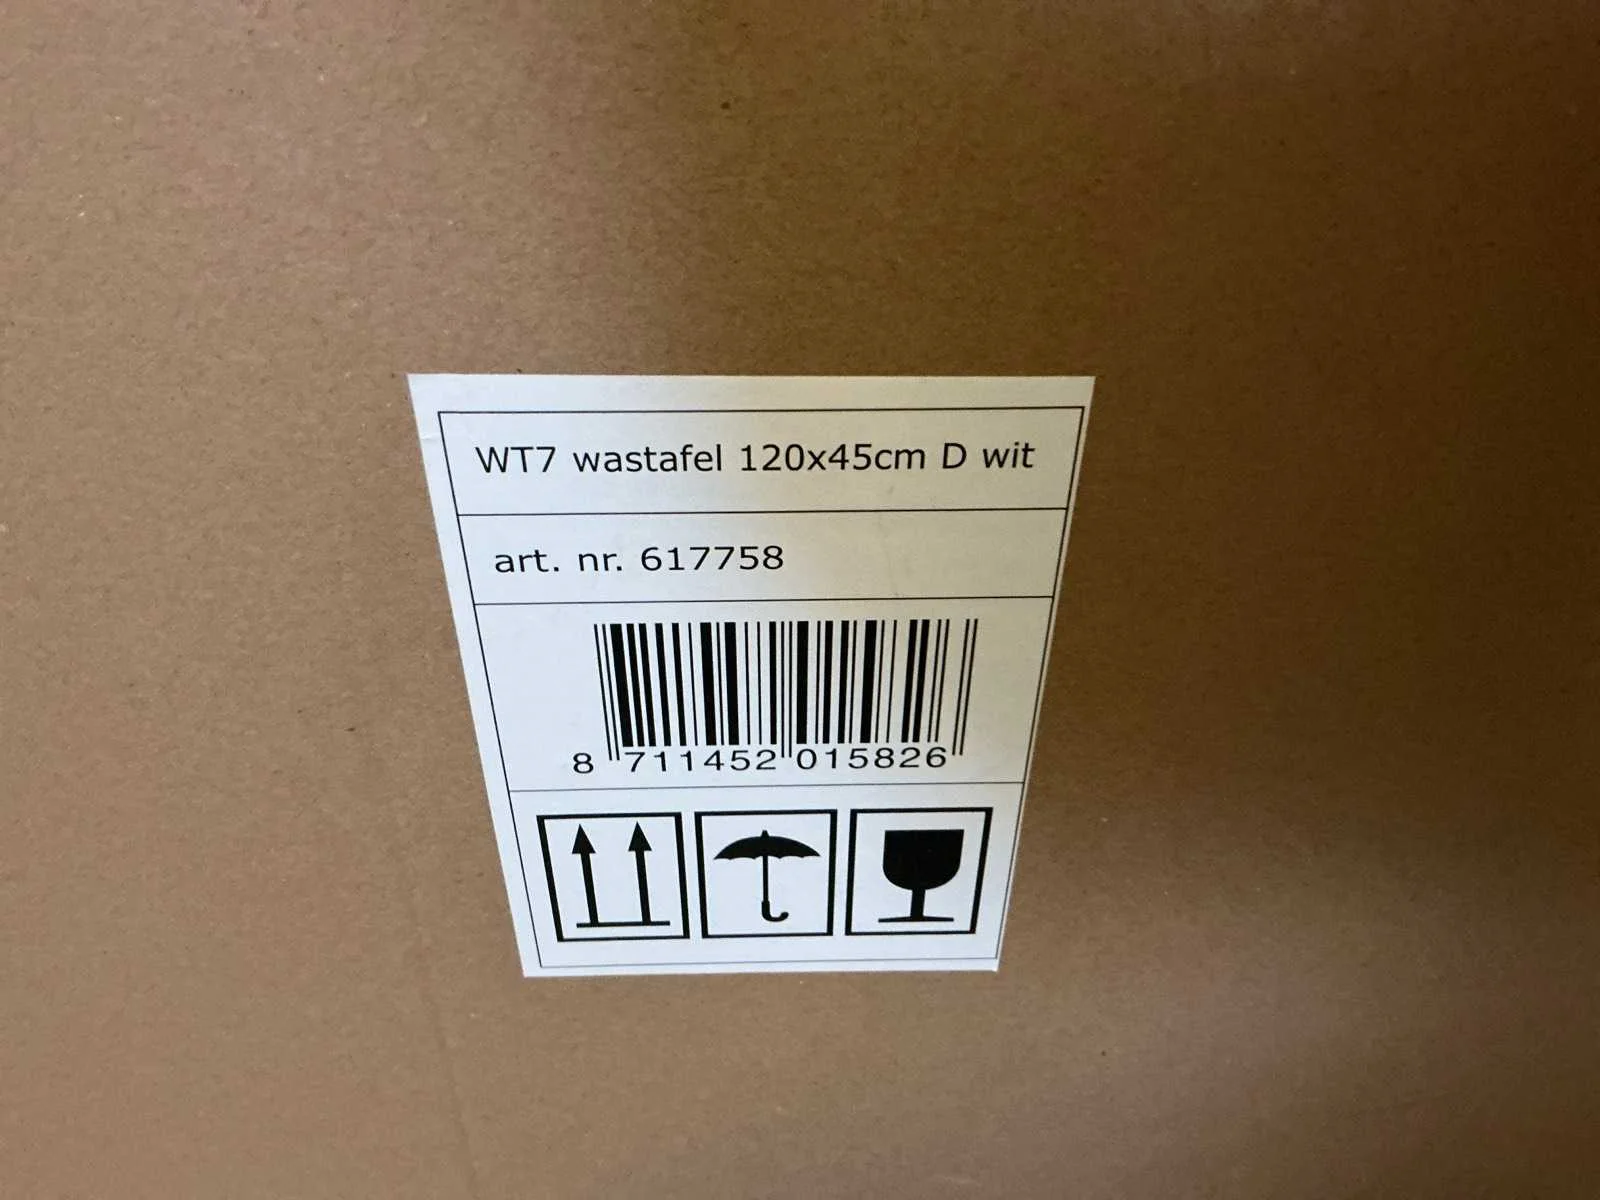 WT7 wastafel 120x45cm D wit
art. nr. 617758
8 711452 015826